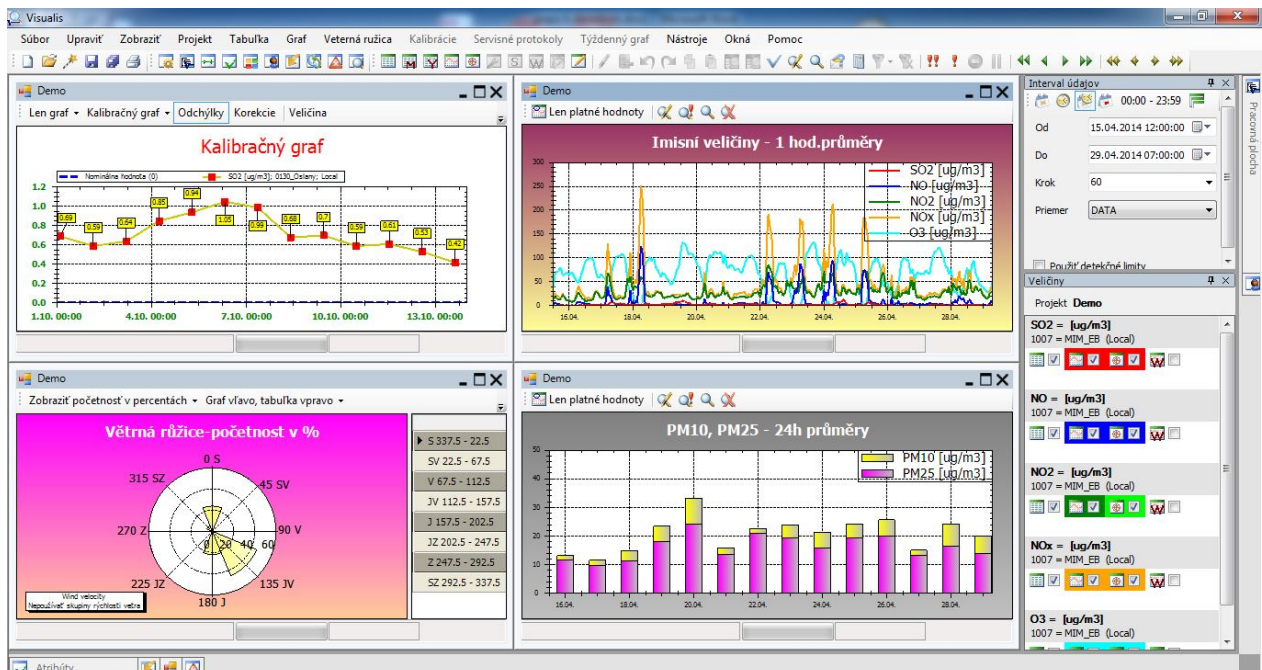 Visualis
Súbor Upraviť Zobraziť Projekt Tabuľka Graf Veterná ružica Kalibrácie Servisné protokoly Týždenný graf Nástroje Okná Pomoc
Demo
Len graf Kalibračný graf Odchýlky Korekcie Veličina
Kalibračný graf
Nominálna hodnota (0) SO2 [ug/m3]; 0130_Oslany; Local
1.2
1.0
0.8
0.6
0.4
0.2
0.0
0.69 0.59 0.64 0.85 0.94 1.05 0.99 0.68 0.7 0.59 0.61 0.53 0.42
1.10. 00:00 4.10. 00:00 7.10. 00:00 10.10. 00:00 13.10. 00:00
Demo
Len platné hodnoty
Imisní veličiny - 1 hod.průměry
300
250
200
150
100
50
0
SO2 [ug/m3]
NO [ug/m3]
NO2 [ug/m3]
NOx [ug/m3]
O3 [ug/m3]
16.04. 18.04. 20.04. 22.04. 24.04. 26.04. 28.04.
Interval údajov
00:00 - 23:59
Od 15.04.2014 12:00:00
Do 29.04.2014 07:00:00
Krok 60
Priemer DATA
Použiť detekčné limity
Pracovná plocha
Demo
Zobraziť početnosť v percentách Graf vľavo, tabuľka vpravo
Větrná růžice-početnost v %
0 S
315 SZ 45 SV
270 Z 90 V
0 20 40 60
225 JZ 135 JV
180 J
Wind velocity
Nepoužívať skupiny rýchlosti vetra
S 337.5 - 22.5
SV 22.5 - 67.5
V 67.5 - 112.5
JV 112.5 - 157.5
J 157.5 - 202.5
JZ 202.5 - 247.5
Z 247.5 - 292.5
SZ 292.5 - 337.5
Demo
Len platné hodnoty
PM10, PM25 - 24h průměry
50
40
30
20
10
0
PM10 [ug/m3]
PM25 [ug/m3]
16.04. 18.04. 20.04. 22.04. 24.04. 26.04. 28.04.
Veličiny
Projekt Demo
SO2 = [ug/m3]
1007 = MIM_EB (Local)
NO = [ug/m3]
1007 = MIM_EB (Local)
NO2 = [ug/m3]
1007 = MIM_EB (Local)
NOx = [ug/m3]
1007 = MIM_EB (Local)
O3 = [ug/m3]
1007 = MIM_EB (Local)
Atribúty